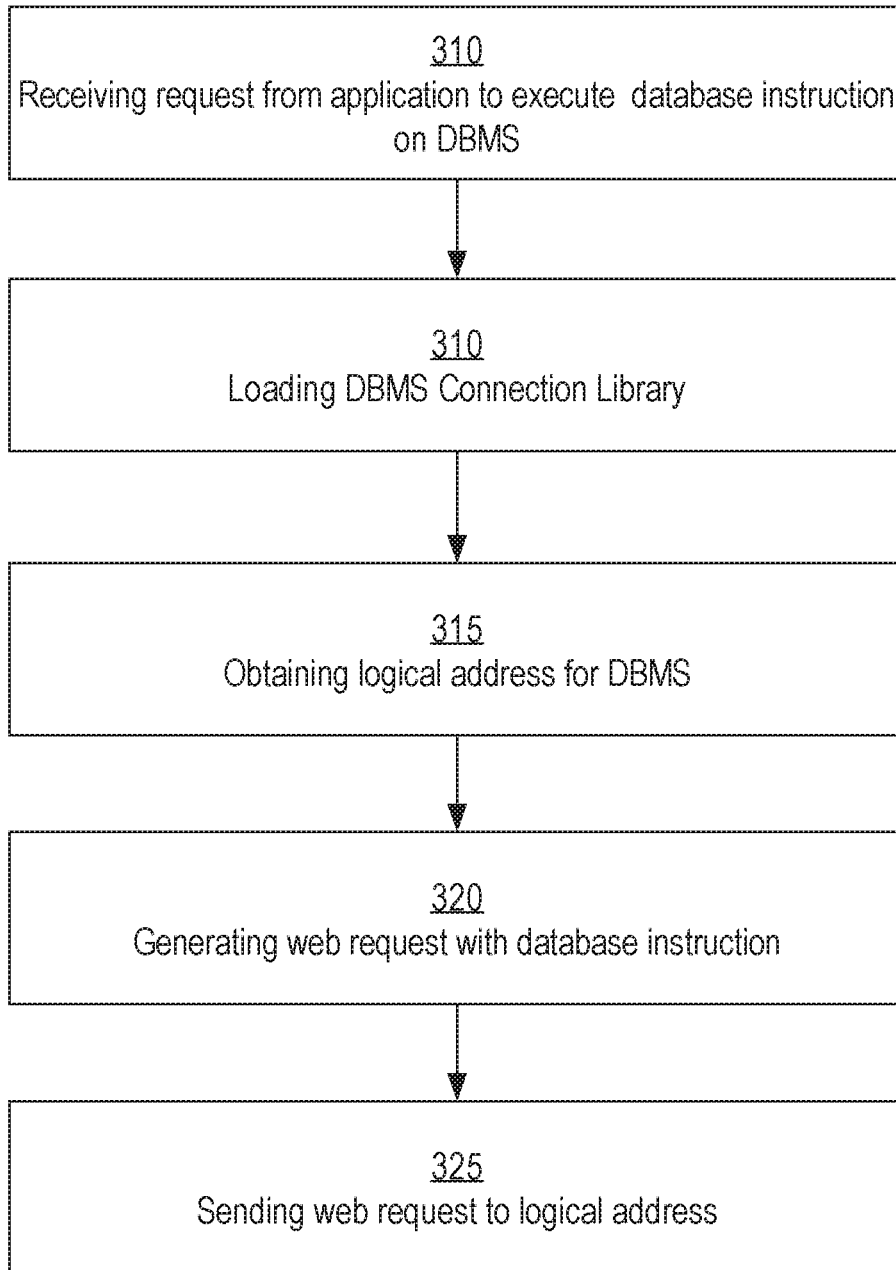 310
Receiving request from application to execute database instruction
on DBMS
310
Loading DBMS Connection Library
315
Obtaining logical address for DBMS
320
Generating web request with database instruction
325
Sending web request to logical address